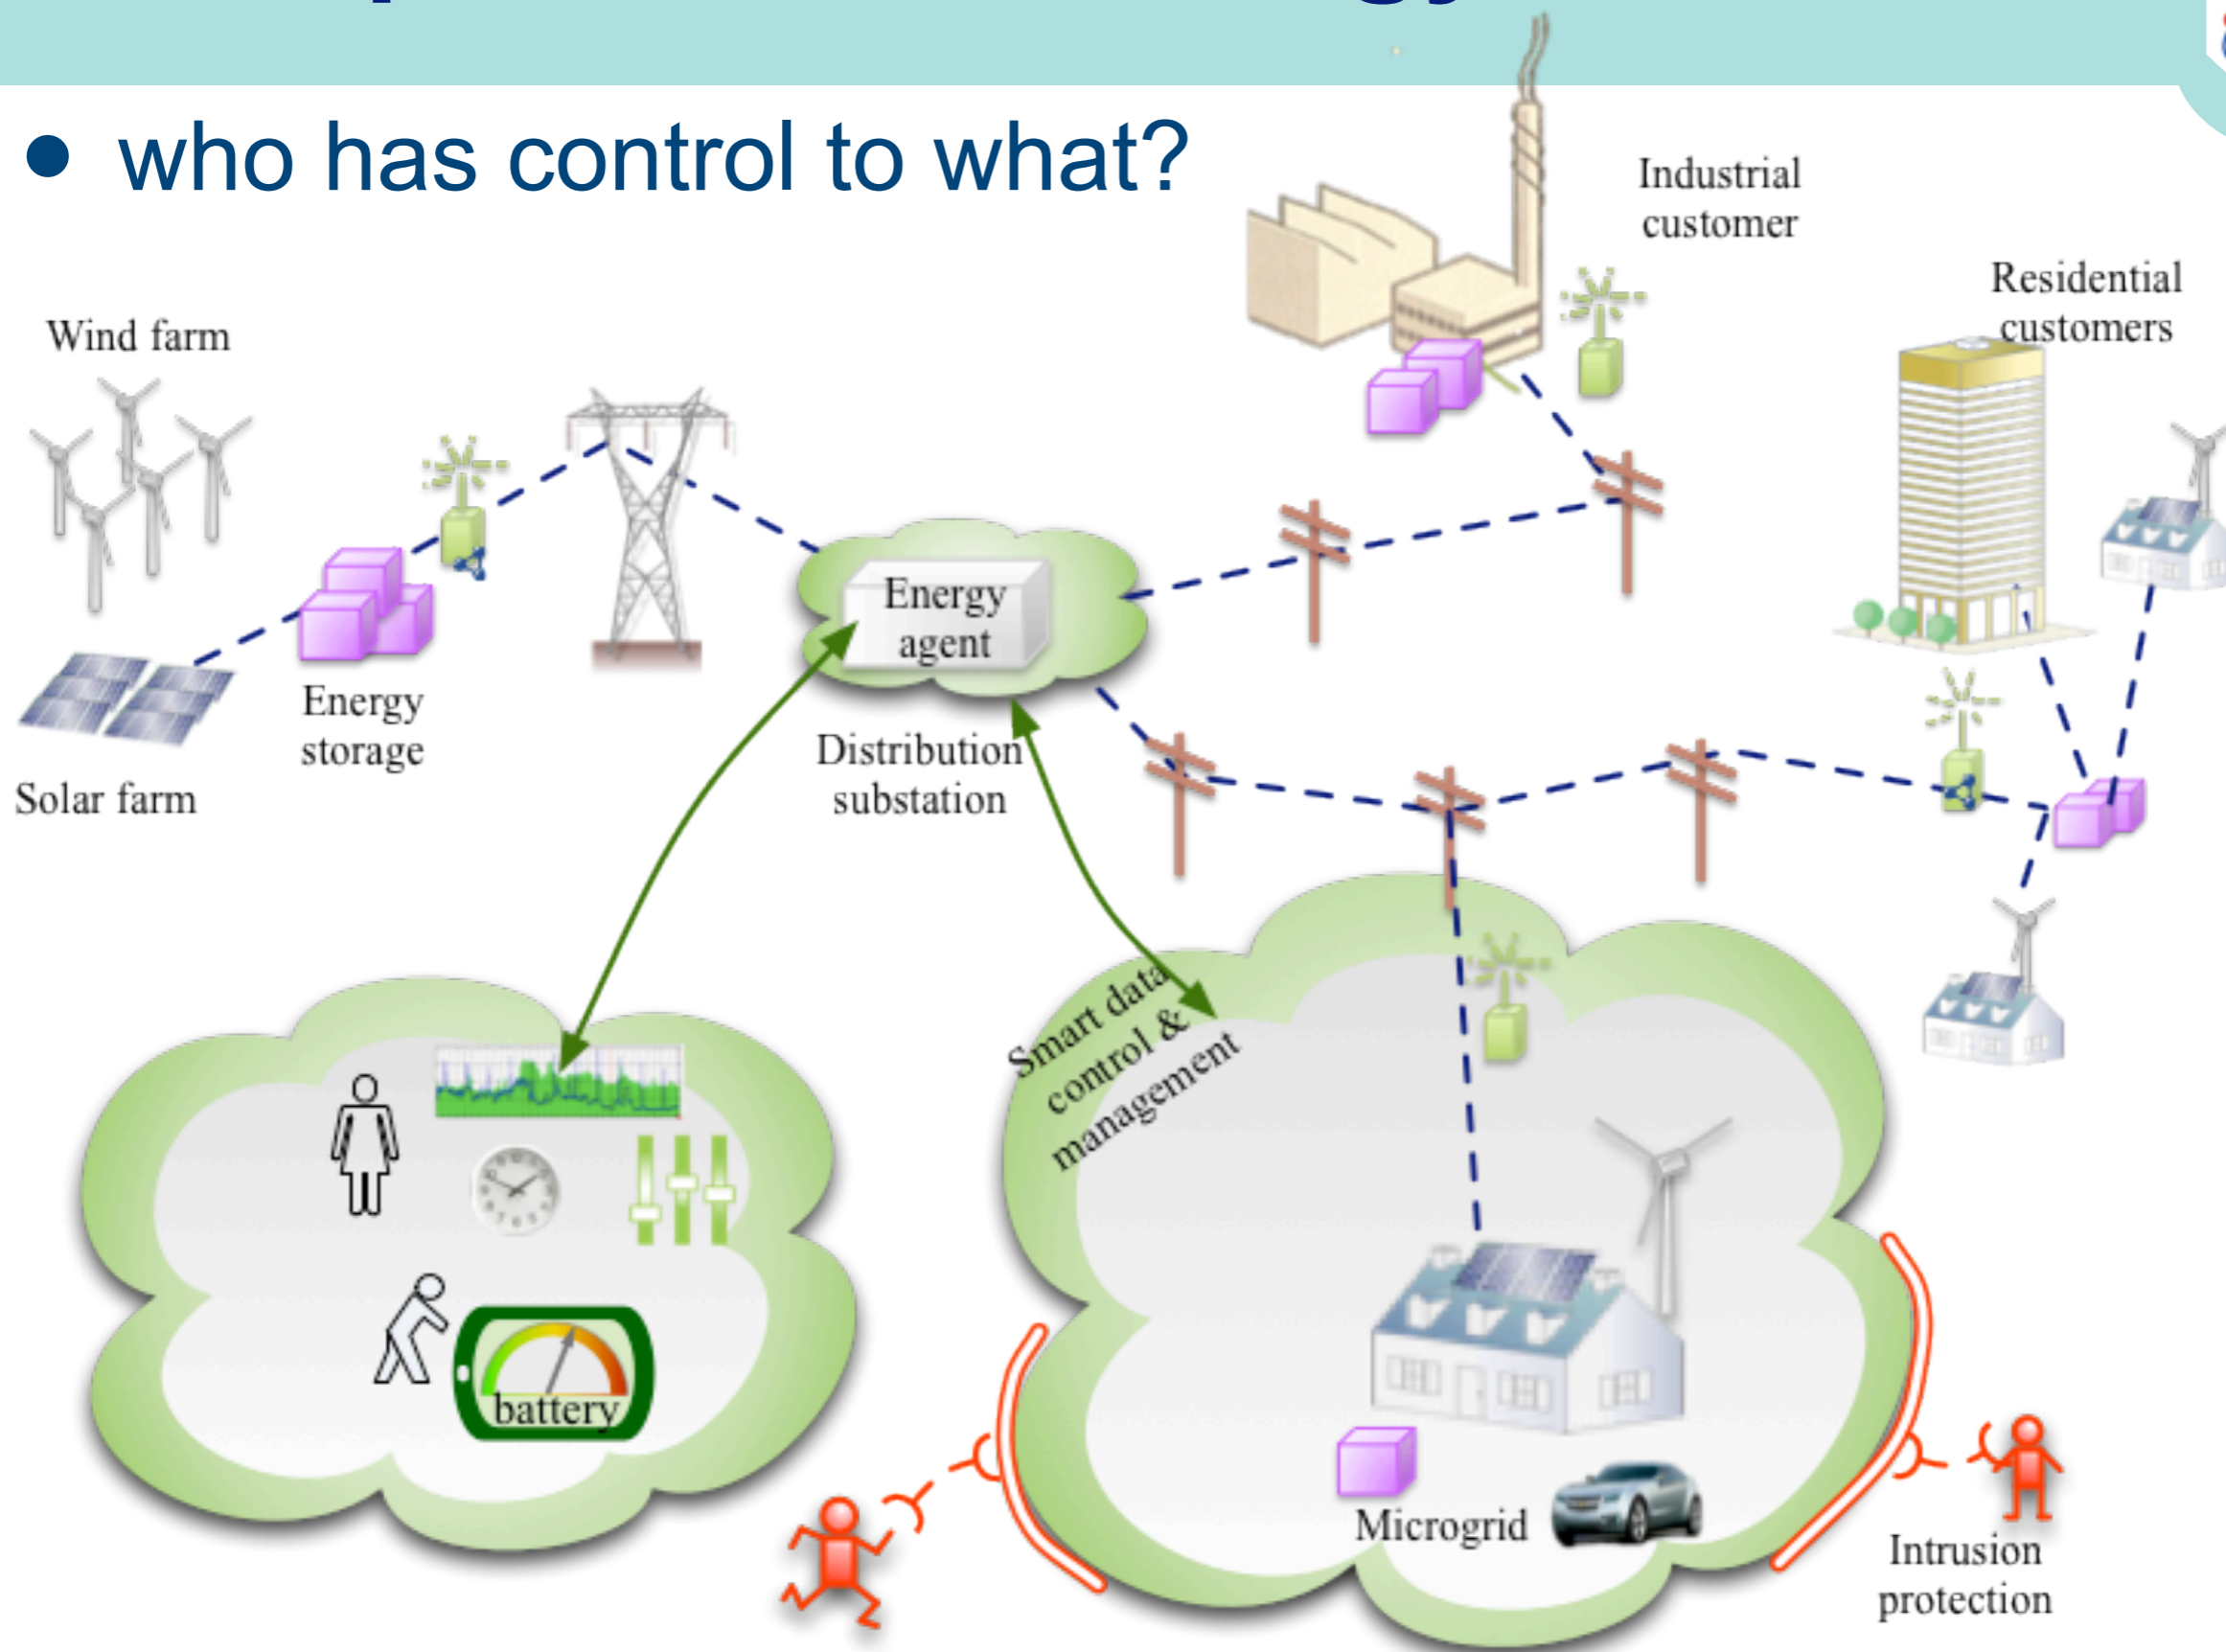 ● who has control to what?
Industrial
customer
Residential
customers
Wind farm
Energy
agent
Energy
storage
Distribution
substation
Solar farm
Smart data
control &
management
battery
Microgrid
Intrusion
protection